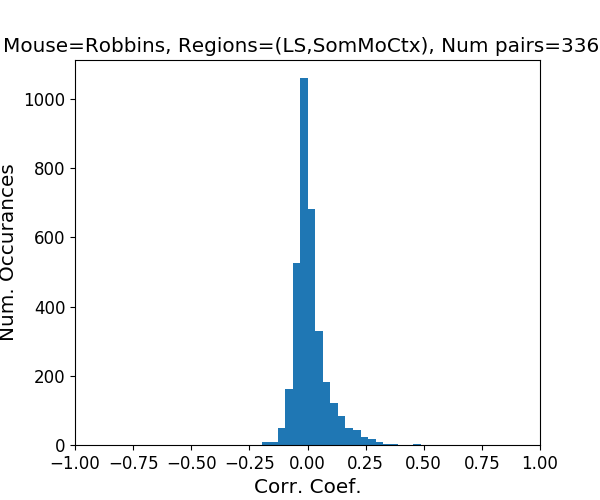 Mouse=Robbins, Regions=(LS,SomMoCtx), Num pairs=336
Num. Occurances
1000
800
600
400
200
0
−1.00 −0.75 −0.50 −0.25 0.00 0.25 0.50 0.75 1.00
Corr. Coef.